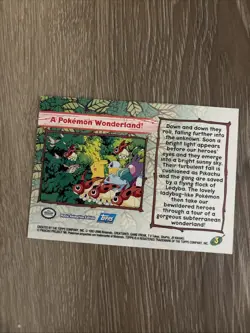 A Pokémon Wonderland!
Down and down they
roll, falling further into
the unknown. Soon a
bright light appears
before our heroes'
eyes and they emerge
into a bright sunny sky.
Their turbulent fall is
cushioned as Pikachu
and the gang are saved
by a flying flock of
Ledyba. The lovely
ladybug-like Pokémon
then take our
bewildered heroes
through a tour of a
gorgeous subterranean
wonderland!
Topps
3